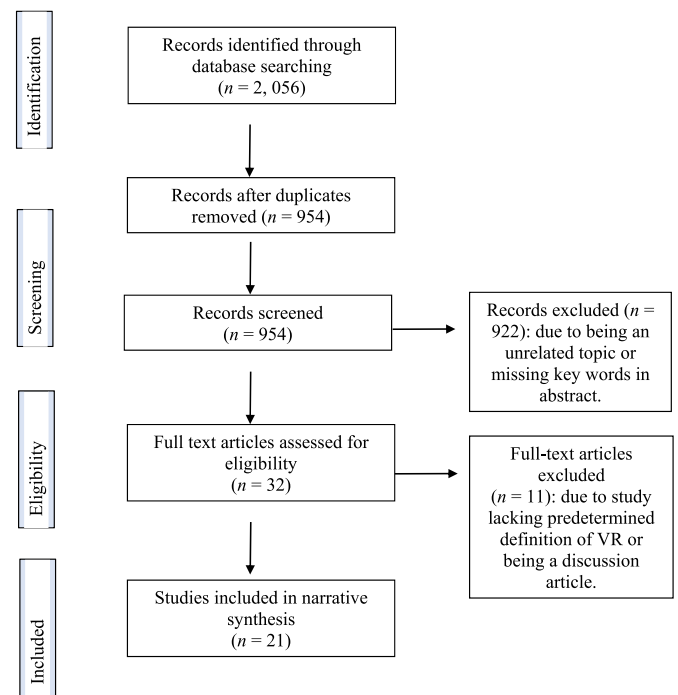 Identification
Records identified through
database searching
(n = 2, 056)
Records after duplicates
removed (n = 954)
Screening
Records screened
(n = 954)
Records excluded (n =
922): due to being an
unrelated topic or
missing key words in
abstract.
Eligibility
Full text articles assessed for
eligibility
(n = 32)
Full-text articles
excluded
(n = 11): due to study
lacking predetermined
definition of VR or
being a discussion
article.
Included
Studies included in narrative
synthesis
(n = 21)